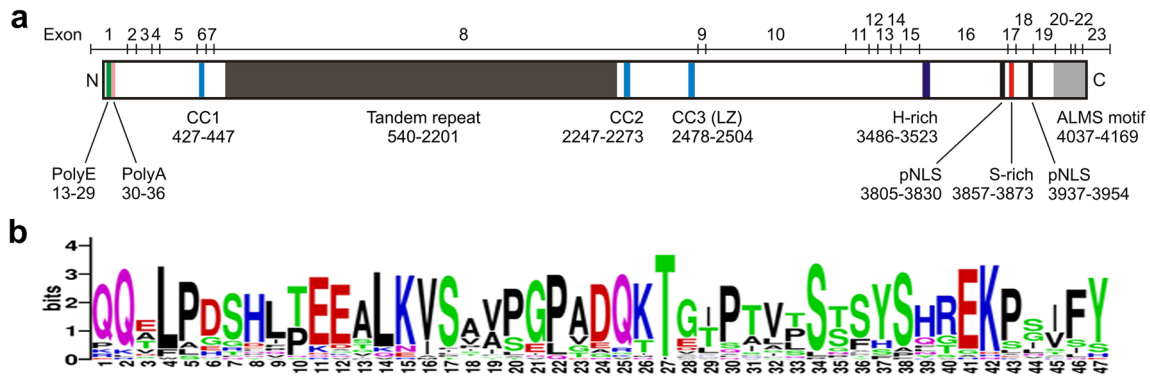 a
12 14 18 20-22
Exon 1 2 3 4 5 6 7 8 9 10 11 13 15 16 17 19 23
N C
CC1 Tandem repeat CC2 CC3 (LZ) H-rich ALMS motif
427-447 540-2201 2247-2273 2478-2504 3486-3523 4037-4169
PolyE PolyA pNLS S-rich pNLS
13-29 30-36 3805-3830 3857-3873 3937-3954
b
bits
4
3
2
1
0
QQELPDSHLTEEALKVSAVPGPADQKTGIPTVTSTSYSHREKPSVFY
1 2 3 4 5 6 7 8 9 10 11 12 13 14 15 16 17 18 19 20 21 22 23 24 25 26 27 28 29 30 31 32 33 34 35 36 37 38 39 40 41 42 43 44 45 46 47